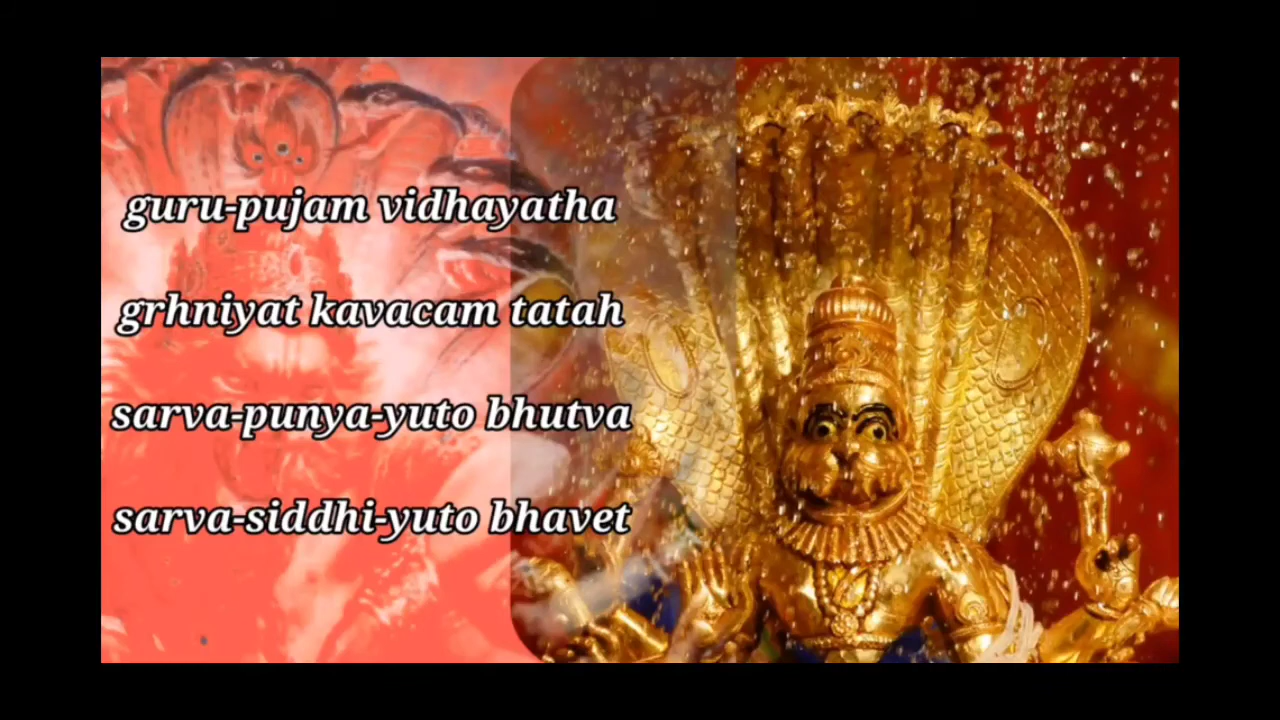 guru-pujam vidhayatha
grhniyat kavacam tatah
sarva-punya-yuto bhutva
sarva-siddhi-yuto bhavet